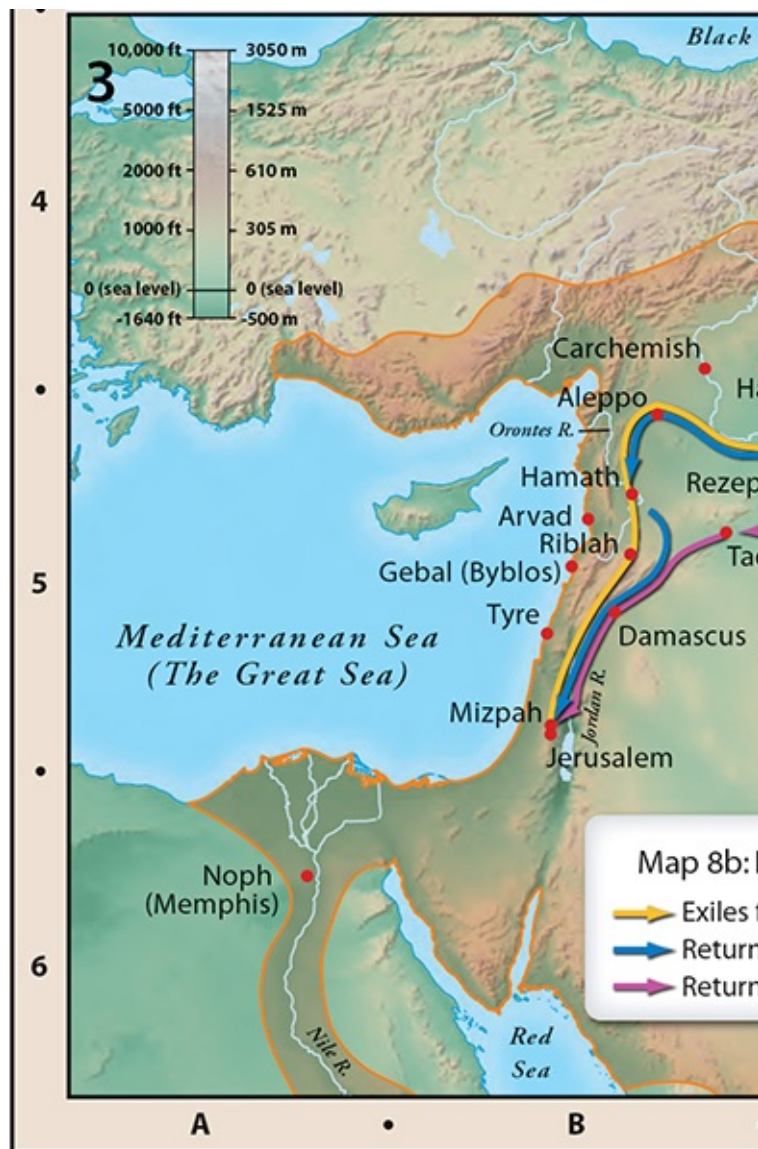 Black
10,000 ft 3050 m
3
5000 ft 1525 m
2000 ft 610 m
4
1000 ft 305 m
0 (sea level) 0 (sea level)
-1640 ft -500 m
Carchemish
Ha
Aleppo
Orontes R.
Hamath
Rezep
Arvad
Riblah
Tad
Gebal (Byblos)
5
Tyre
Damascus
Mediterranean Sea
(The Great Sea)
Jordan R.
Mizpah
Jerusalem
Map 8b:
Noph
(Memphis)
Exiles f
Return
6
Return
Nile R.
Red
Sea
A
B